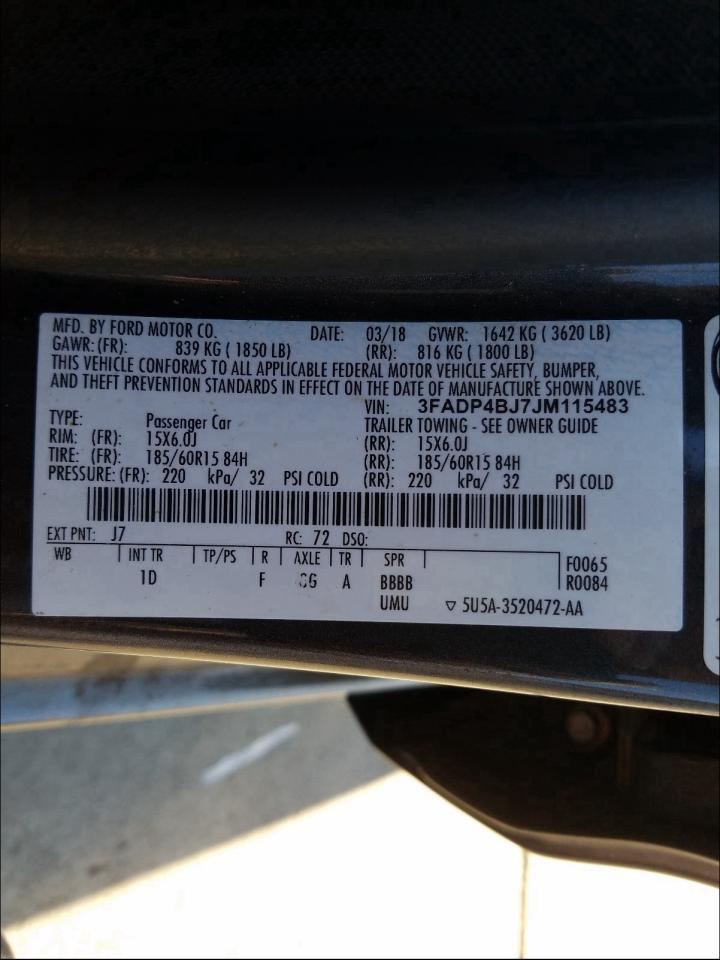 MFD. BY FORD MOTOR CO. DATE: 03/18 GVWR: 1642 KG ( 3620 LB)
GAWR: (FR): 839 KG ( 1850 LB) (RR): 816 KG ( 1800 LB)
THIS VEHICLE CONFORMS TO ALL APPLICABLE FEDERAL MOTOR VEHICLE SAFETY, BUMPER,
AND THEFT PREVENTION STANDARDS IN EFFECT ON THE DATE OF MANUFACTURE SHOWN ABOVE.
VIN: 3FADP4BJ7JM115483
TYPE: Passenger Car TRAILER TOWING - SEE OWNER GUIDE
RIM: (FR): 15X6.0J (RR): 15X6.0J
TIRE: (FR): 185/60R15 84H (RR): 185/60R15 84H
PRESSURE: (FR): 220 kPa/ 32 PSI COLD (RR): 220 kPa/ 32 PSI COLD
EXT PNT: J7 RC: 72 DSO:
WB INT TR TP/PS R AXLE TR SPR F0065
1D F A BBBB R0084
UMU ▽ 5U5A-3520472-AA